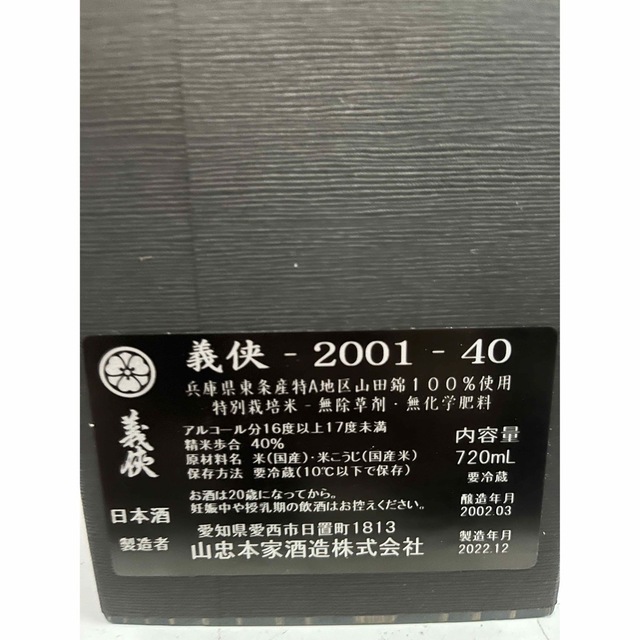 義侠 - 2001 - 40
兵庫県東条産特A地区山田錦100%使用
特別栽培米 - 無除草剤・無化学肥料
義侠
アルコール分16度以上17度未満
精米歩合 40%
原材料名 米(国産)・米こうじ(国産米)
保存方法 要冷蔵(10℃以下で保存)
内容量
720mL
要冷蔵
お酒は20歳になってから。
妊娠中や授乳期の飲酒はお控えください。
醸造年月
2002.03
日本酒
製造者
愛知県愛西市日置町1813
山忠本家酒造株式会社
製造年月
2022.12